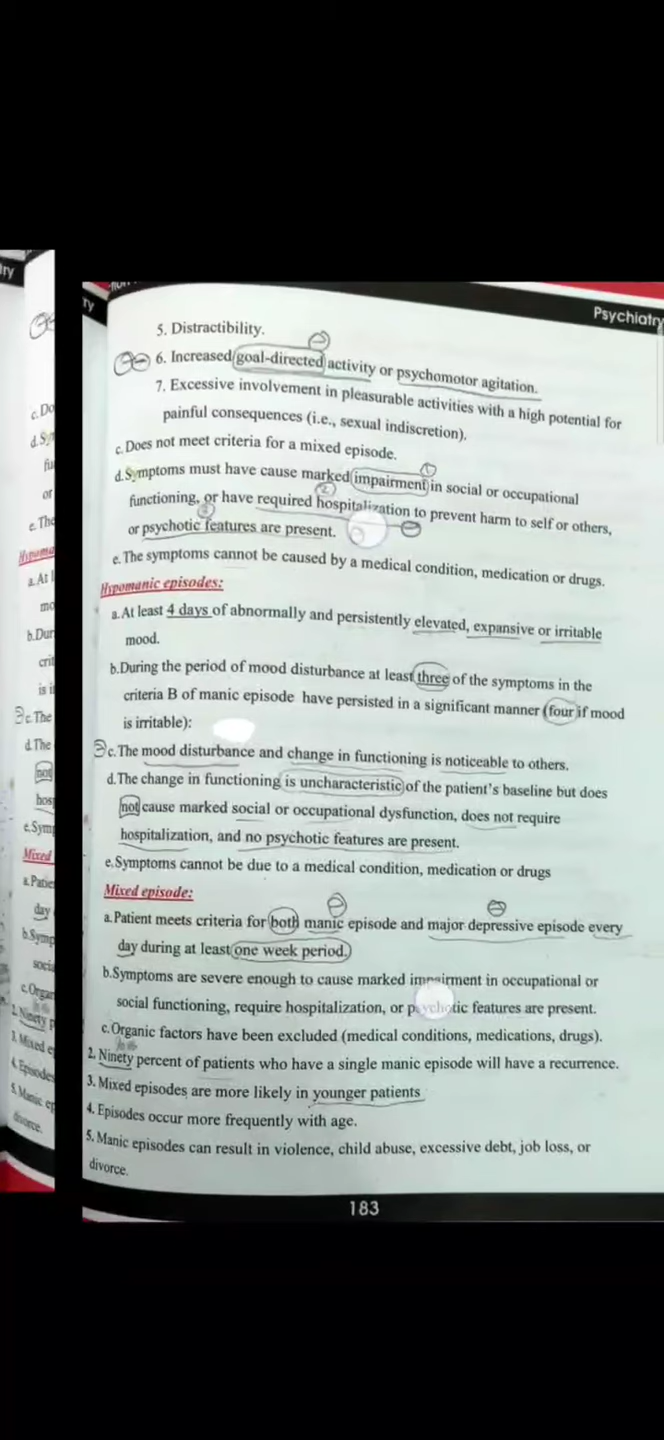 Psychiatry
5. Distractibility.
6. Increased goal-directed activity or psychomotor agitation.
7. Excessive involvement in pleasurable activities with a high potential for
painful consequences (i.e., sexual indiscretion).
c. Does not meet criteria for a mixed episode.
d. Symptoms must have cause marked impairment in social or occupational
functioning, or have required hospitalization to prevent harm to self or others,
or psychotic features are present.
e. The symptoms cannot be caused by a medical condition, medication or drugs.
Hypomanic episodes:
a. At least 4 days of abnormally and persistently elevated, expansive or irritable
mood.
b. During the period of mood disturbance at least three of the symptoms in the
criteria B of manic episode have persisted in a significant manner (four if mood
is irritable):
c. The mood disturbance and change in functioning is noticeable to others.
d. The change in functioning is uncharacteristic of the patient's baseline but does
not cause marked social or occupational dysfunction, does not require
hospitalization, and no psychotic features are present.
e. Symptoms cannot be due to a medical condition, medication or drugs
Mixed episode:
a. Patient meets criteria for both manic episode and major depressive episode every
day during at least one week period.
b. Symptoms are severe enough to cause marked impairment in occupational or
social functioning, require hospitalization, or psychotic features are present.
c. Organic factors have been excluded (medical conditions, medications, drugs).
2. Ninety percent of patients who have a single manic episode will have a recurrence.
3. Mixed episodes are more likely in younger patients
4. Episodes occur more frequently with age.
5. Manic episodes can result in violence, child abuse, excessive debt, job loss, or
divorce.
183